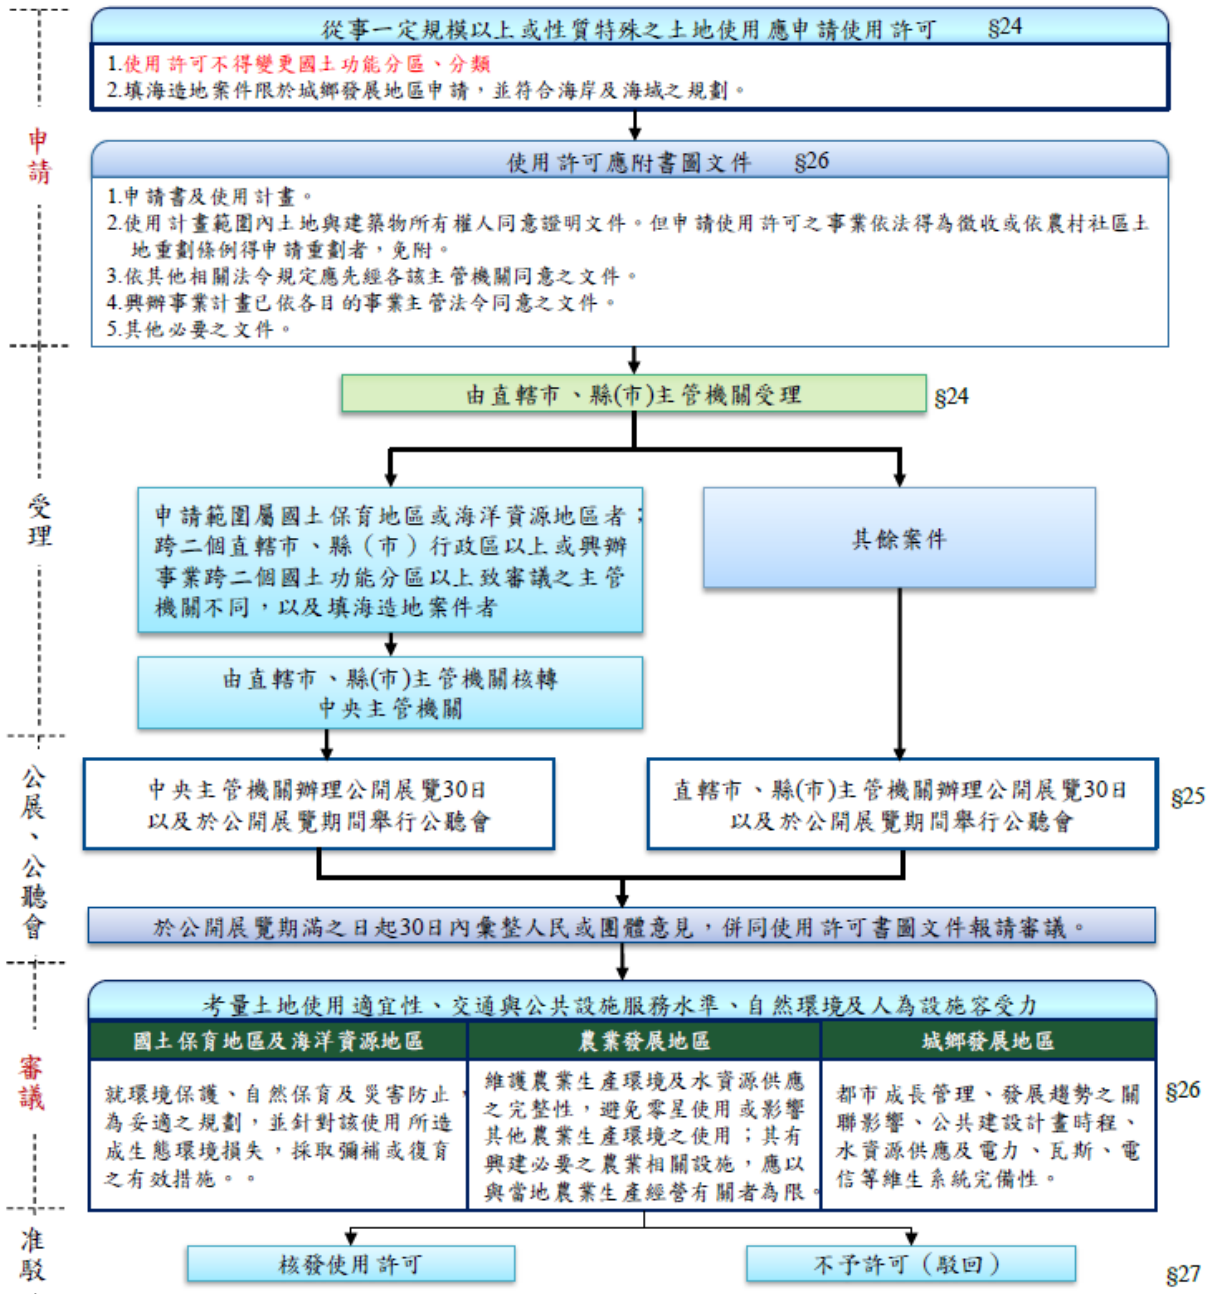 從事一定規模以上或性質特殊之土地使用應申請使用許可 §24
1.使用許可不得變更國土功能分區、分類
2.填海造地案件限於城鄉發展地區申請，並符合海岸及海域之規劃。
申請
使用許可應附書圖文件 §26
1.申請書及使用計畫。
2.使用計畫範圍內土地與建築物所有權人同意證明文件。但申請使用許可之事業依法得為徵收或依農村社區土
地重劃條例得申請重劃者，免附。
3.依其他相關法令規定應先經各該主管機關同意之文件。
4.興辦事業計畫已依各目的事業主管法令同意之文件。
5.其他必要之文件。
受理
由直轄市、縣(市)主管機關受理 §24
申請範圍屬國土保育地區或海洋資源地區者；
跨二個直轄市、縣（市）行政區以上或興辦
事業跨二個國土功能分區以上致審議之主管
機關不同，以及填海造地案件者
其餘案件
由直轄市、縣(市)主管機關核轉
中央主管機關
公展、公聽會
中央主管機關辦理公開展覽30日
以及於公開展覽期間舉行公聽會
直轄市、縣(市)主管機關辦理公開展覽30日
以及於公開展覽期間舉行公聽會
§25
於公開展覽期滿之日起30日內彙整人民或團體意見，併同使用許可書圖文件報請審議。
審議
考量土地使用適宜性、交通與公共設施服務水準、自然環境及人為設施容受力
國土保育地區及海洋資源地區
農業發展地區
城鄉發展地區
就環境保護、自然保育及災害防止，
為妥適之規劃，並針對該使用所造
成生態環境損失，採取彌補或復育
之有效措施。。
維護農業生產環境及水資源供應
之完整性，避免零星使用或影響
其他農業生產環境之使用；其有
興建必要之農業相關設施，應以
與當地農業生產經營有關者為限。
都市成長管理、發展趨勢之關
聯影響、公共建設計畫時程、
水資源供應及電力、瓦斯、電
信等維生系統完備性。
§26
准駁
核發使用許可
不予許可（駁回）
§27